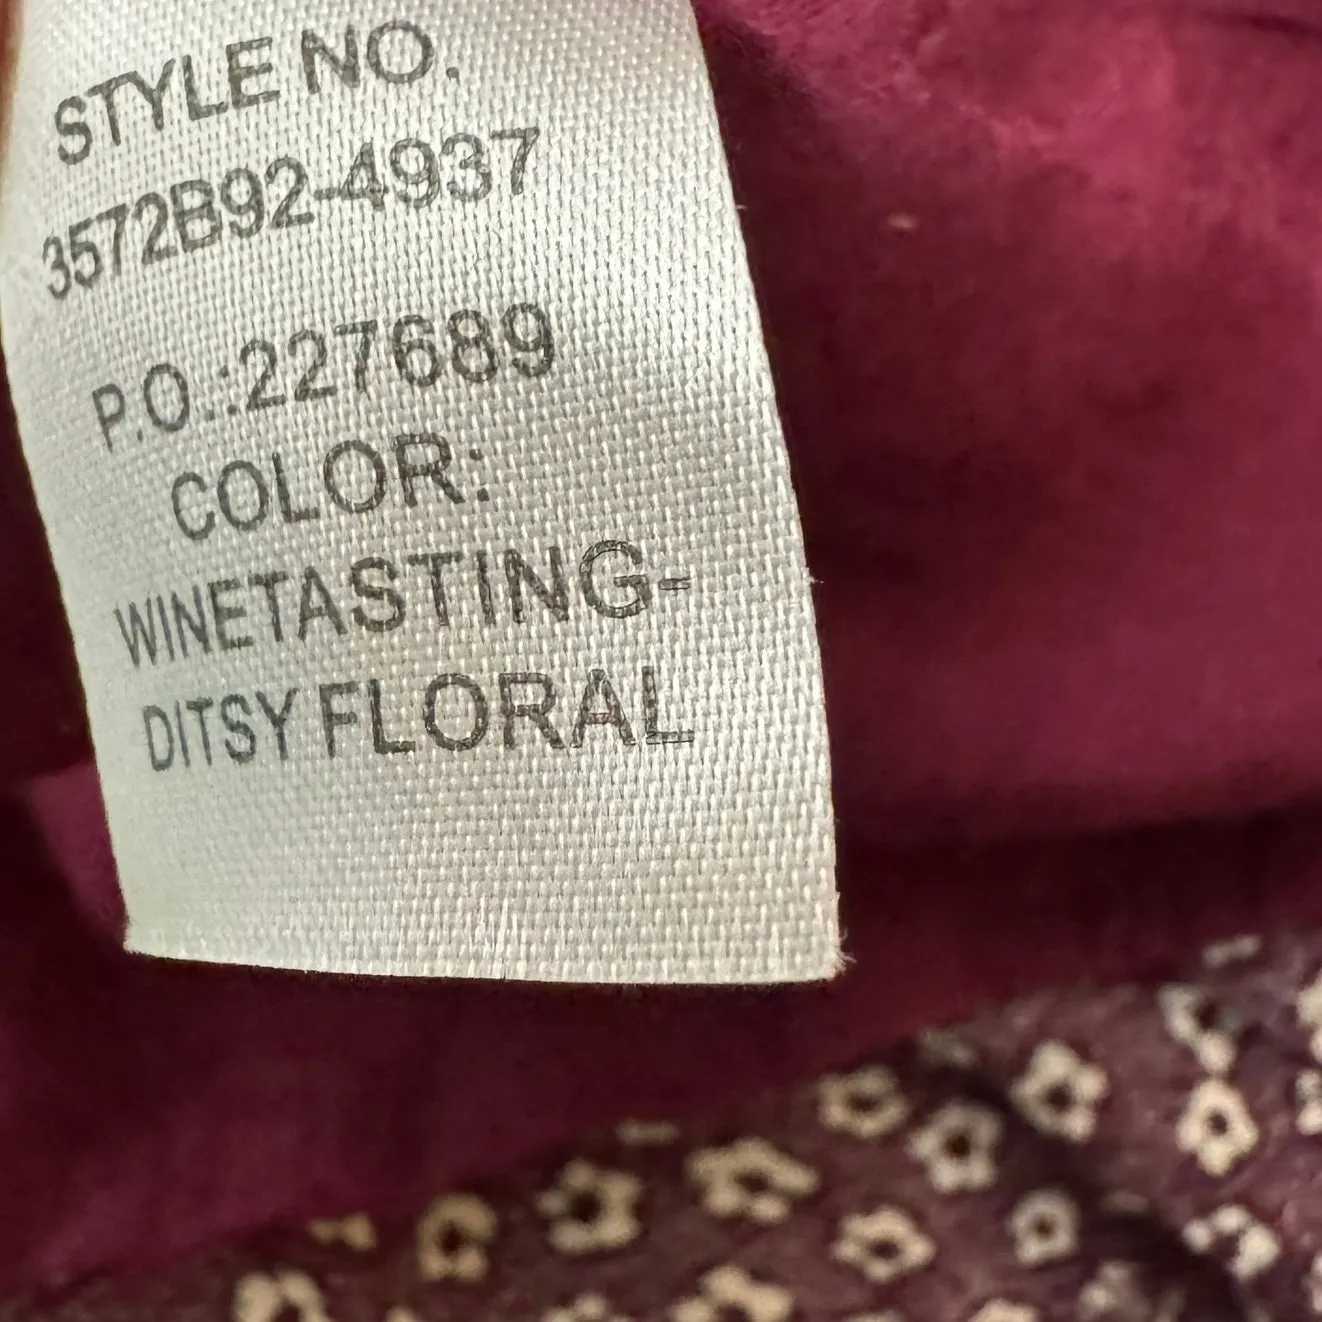 STYLE NO.
3572B92-4937
P.O.:227689
COLOR:
WINETASTING-
DITSY FLORAL